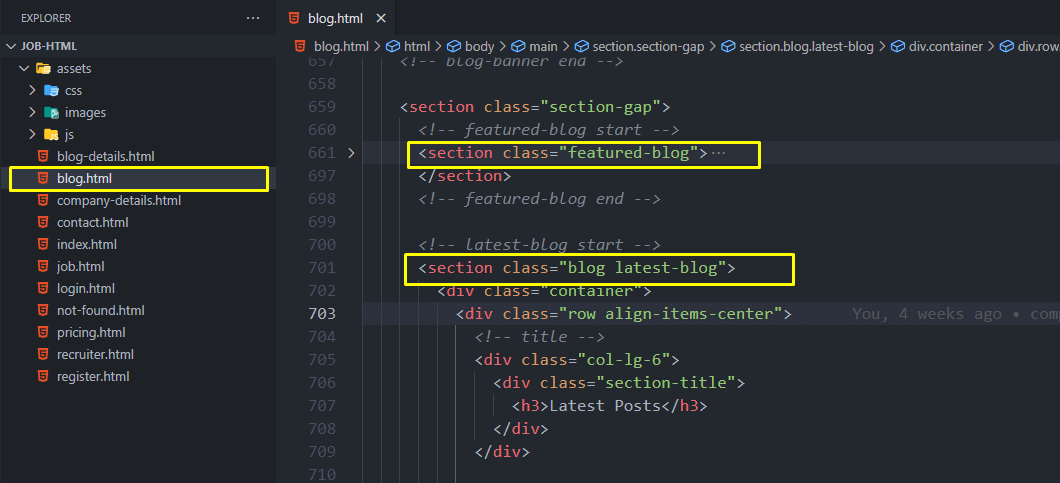 EXPLORER ···
JOB-HTML
assets
css
images
js
blog-details.html
blog.html
company-details.html
contact.html
index.html
job.html
login.html
not-found.html
pricing.html
recruiter.html
register.html
blog.html ×
blog.html > html > body > main > section.section-gap > section.blog.latest-blog > div.container > div.row
657 <!-- blog-banner end -->
658
659 <section class="section-gap">
660 <!-- featured-blog start -->
661 > <section class="featured-blog">···
697 </section>
698 <!-- featured-blog end -->
699
700 <!-- latest-blog start -->
701 <section class="blog latest-blog">
702 <div class="container">
703 <div class="row align-items-center"> You, 4 weeks ago • com
704 <!-- title -->
705 <div class="col-lg-6">
706 <div class="section-title">
707 <h3>Latest Posts</h3>
708 </div>
709 </div>
710